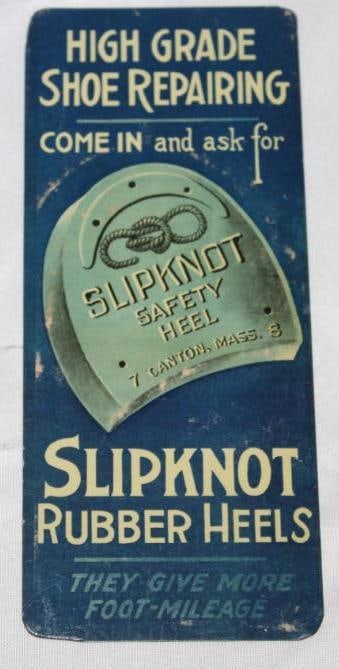 HIGH GRADE
SHOE REPAIRING
COME IN and ask for
SLIPKNOT
SAFETY
HEEL
7 CANTON, MASS. 8
SLIPKNOT
RUBBER HEELS
THEY GIVE MORE
FOOT-MILEAGE